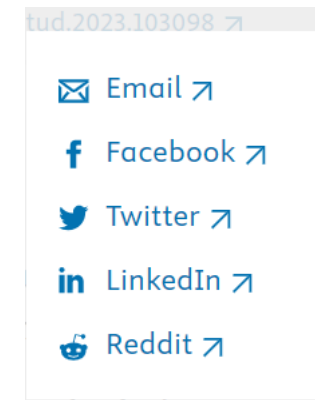 tud.2023.103098
Email
Facebook
Twitter
LinkedIn
Reddit